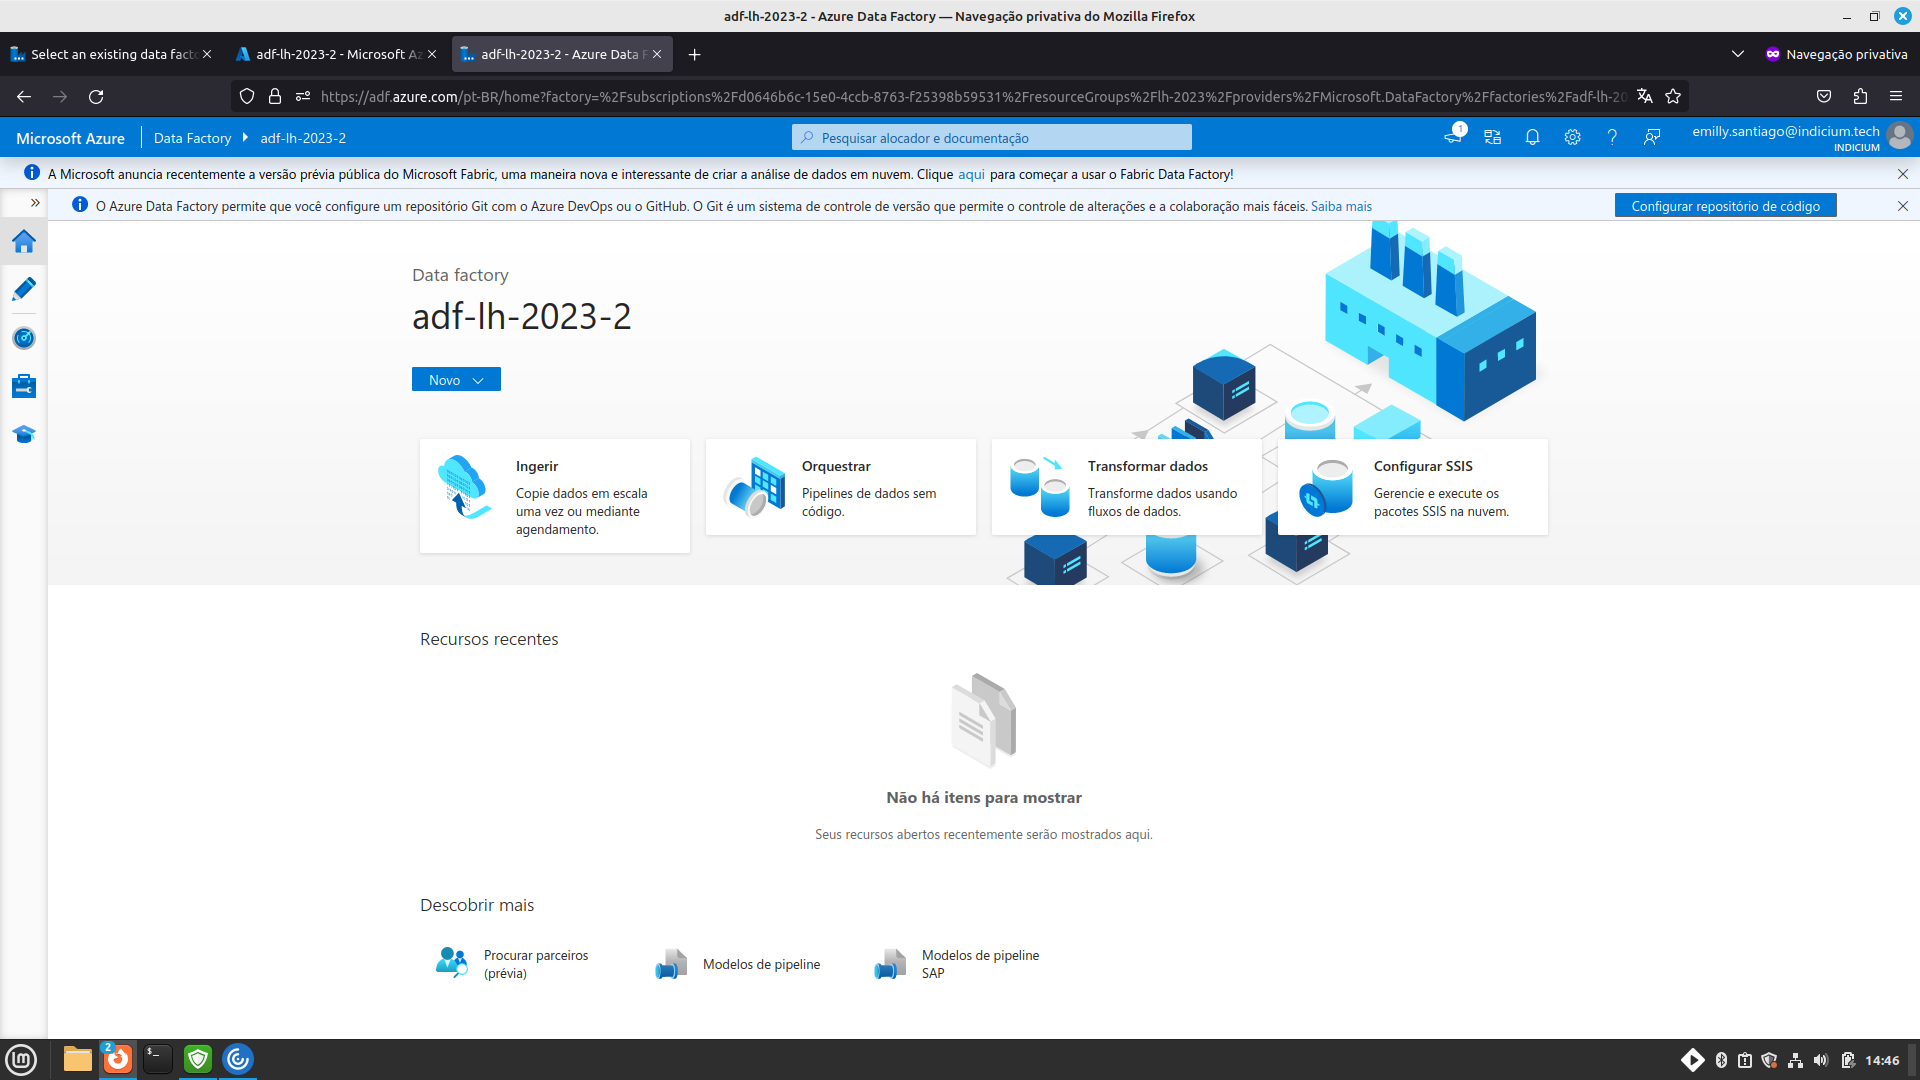 adf-lh-2023-2 - Azure Data Factory — Navegação privativa do Mozilla Firefox
Select an existing data facto
adf-lh-2023-2 - Microsoft Az
adf-lh-2023-2 - Azure Data F
Navegação privativa
https://adf.azure.com/pt-BR/home?factory=%2Fsubscriptions%2Fd0646b6c-15e0-4ccb-8763-f25398b59531%2FresourceGroups%2Flh-2023%2Fproviders%2FMicrosoft.DataFactory%2Ffactories%2Fadf-lh-20
Microsoft Azure
Data Factory
adf-lh-2023-2
Pesquisar alocador e documentação
1
emilly.santiago@indicium.tech
INDICIUM
A Microsoft anuncia recentemente a versão prévia pública do Microsoft Fabric, uma maneira nova e interessante de criar a análise de dados em nuvem. Clique aqui para começar a usar o Fabric Data Factory!
O Azure Data Factory permite que você configure um repositório Git com o Azure DevOps ou o GitHub. O Git é um sistema de controle de versão que permite o controle de alterações e a colaboração mais fáceis. Saiba mais
Configurar repositório de código
Data factory
adf-lh-2023-2
Novo
Ingerir
Copie dados em escala
uma vez ou mediante
agendamento.
Orquestrar
Pipelines de dados sem
código.
Transformar dados
Transforme dados usando
fluxos de dados.
Configurar SSIS
Gerencie e execute os
pacotes SSIS na nuvem.
Recursos recentes
Não há itens para mostrar
Seus recursos abertos recentemente serão mostrados aqui.
Descobrir mais
Procurar parceiros
(prévia)
Modelos de pipeline
Modelos de pipeline
SAP
2
14:46